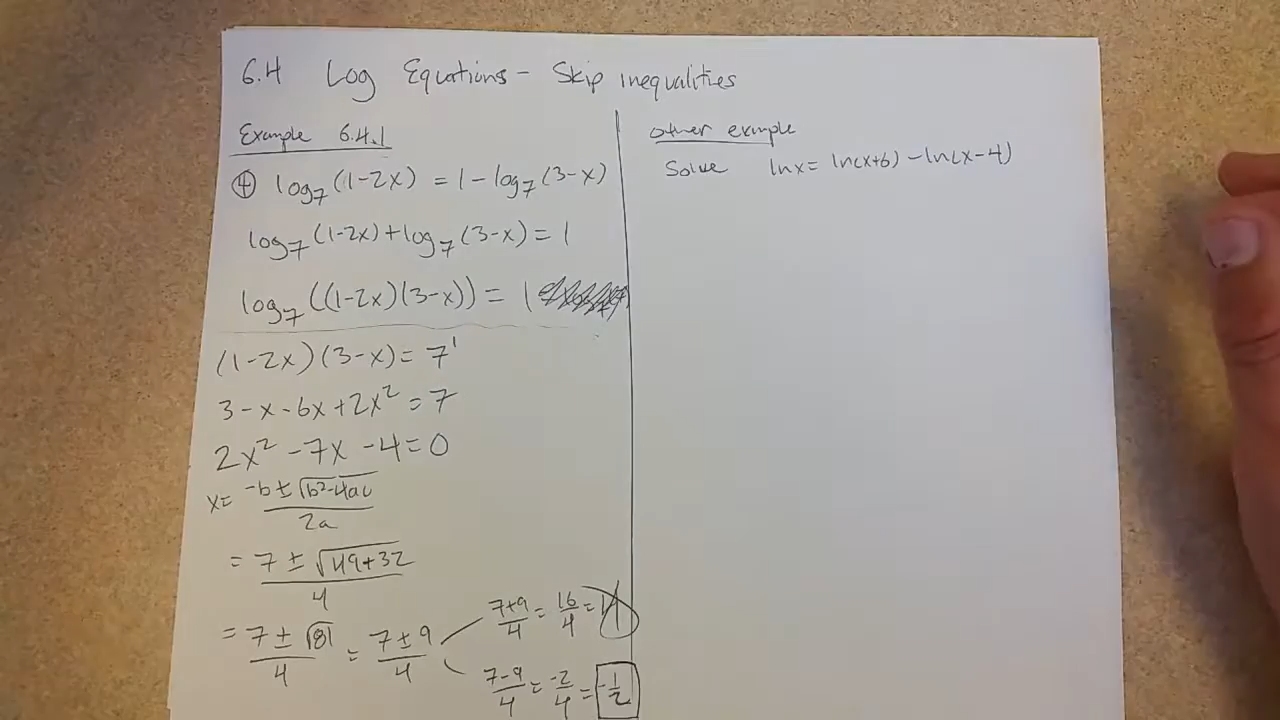 6.4 Log Equations - Skip inequalities
Example 6.4.1
④ log₇(1-2x) = 1 - log₇(3-x)
log₇(1-2x) + log₇(3-x) = 1
log₇((1-2x)(3-x)) = 1
(1-2x)(3-x) = 7¹
3-x-6x+2x² = 7
2x² -7x -4 = 0
x = (-b ± √(b²-4ac))/(2a)
= (7 ± √(49+32))/4
= (7 ± √81)/4 = (7 ± 9)/4
(7+9)/4 = 16/4 = 4
(7-9)/4 = -2/4 = -1/2
other example
Solve ln x = ln(x+6) - ln(x-4)